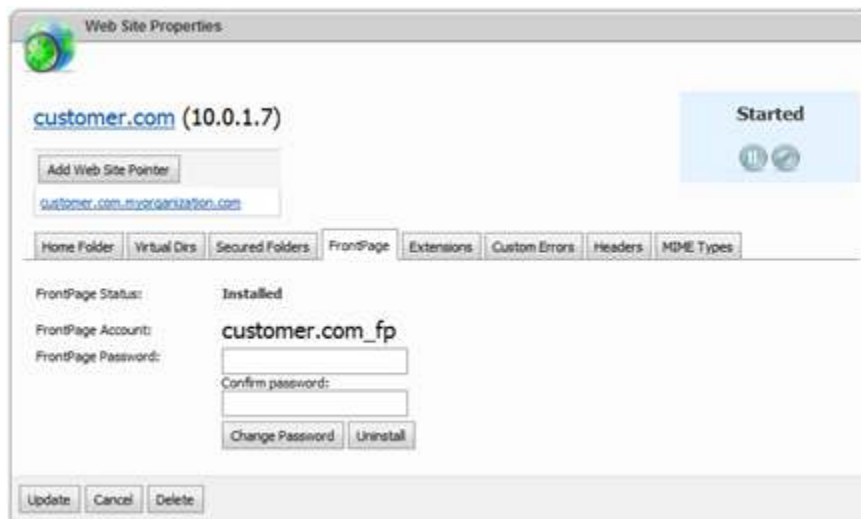 Web Site Properties
customer.com (10.0.1.7)
Started
Add Web Site Pointer
customer.com.myorganization.com
Home Folder Virtual Dirs Secured Folders FrontPage Extensions Custom Errors Headers MIME Types
FrontPage Status: Installed
FrontPage Account: customer.com_fp
FrontPage Password:
Confirm password:
Change Password Uninstall
Update Cancel Delete